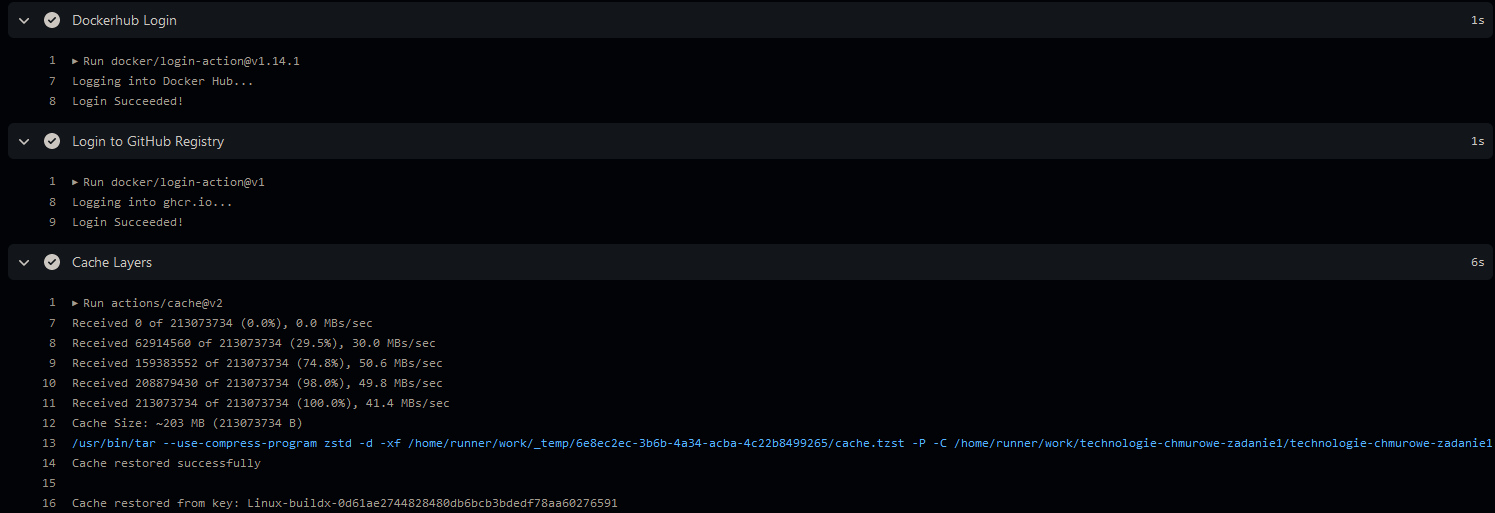 Dockerhub Login 1s
1 ▸ Run docker/login-action@v1.14.1
7 Logging into Docker Hub...
8 Login Succeeded!
Login to GitHub Registry 1s
1 ▸ Run docker/login-action@v1
8 Logging into ghcr.io...
9 Login Succeeded!
Cache Layers 6s
1 ▸ Run actions/cache@v2
7 Received 0 of 213073734 (0.0%), 0.0 MBs/sec
8 Received 62914560 of 213073734 (29.5%), 30.0 MBs/sec
9 Received 159383552 of 213073734 (74.8%), 50.6 MBs/sec
10 Received 208879430 of 213073734 (98.0%), 49.8 MBs/sec
11 Received 213073734 of 213073734 (100.0%), 41.4 MBs/sec
12 Cache Size: ~203 MB (213073734 B)
13 /usr/bin/tar --use-compress-program zstd -d -xf /home/runner/work/_temp/6e8ec2ec-3b6b-4a34-acba-4c22b8499265/cache.tzst -P -C /home/runner/work/technologie-chmurowe-zadanie1/technologie-chmurowe-zadanie1
14 Cache restored successfully
15
16 Cache restored from key: Linux-buildx-0d61ae2744828480db6bcb3bdedf78aa60276591